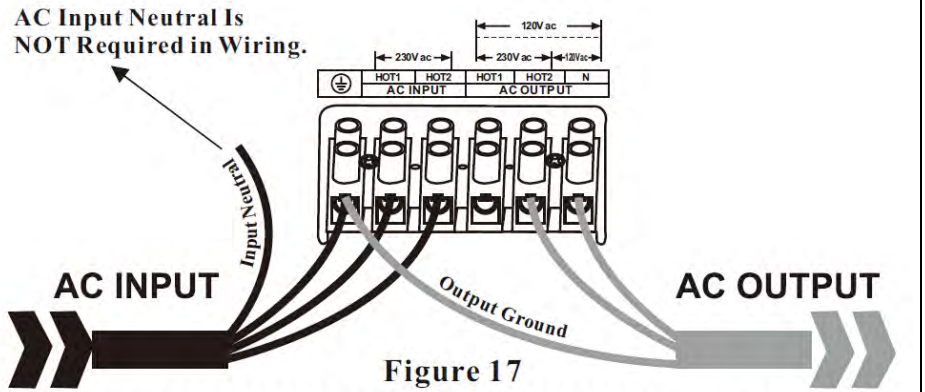 AC Input Neutral Is
NOT Required in Wiring.
120V ac
230V ac
230V ac
120Vac
HOT1 HOT2 HOT1 HOT2 N
AC INPUT AC OUTPUT
Input Neutral
AC INPUT
AC OUTPUT
Output Ground
Figure 17